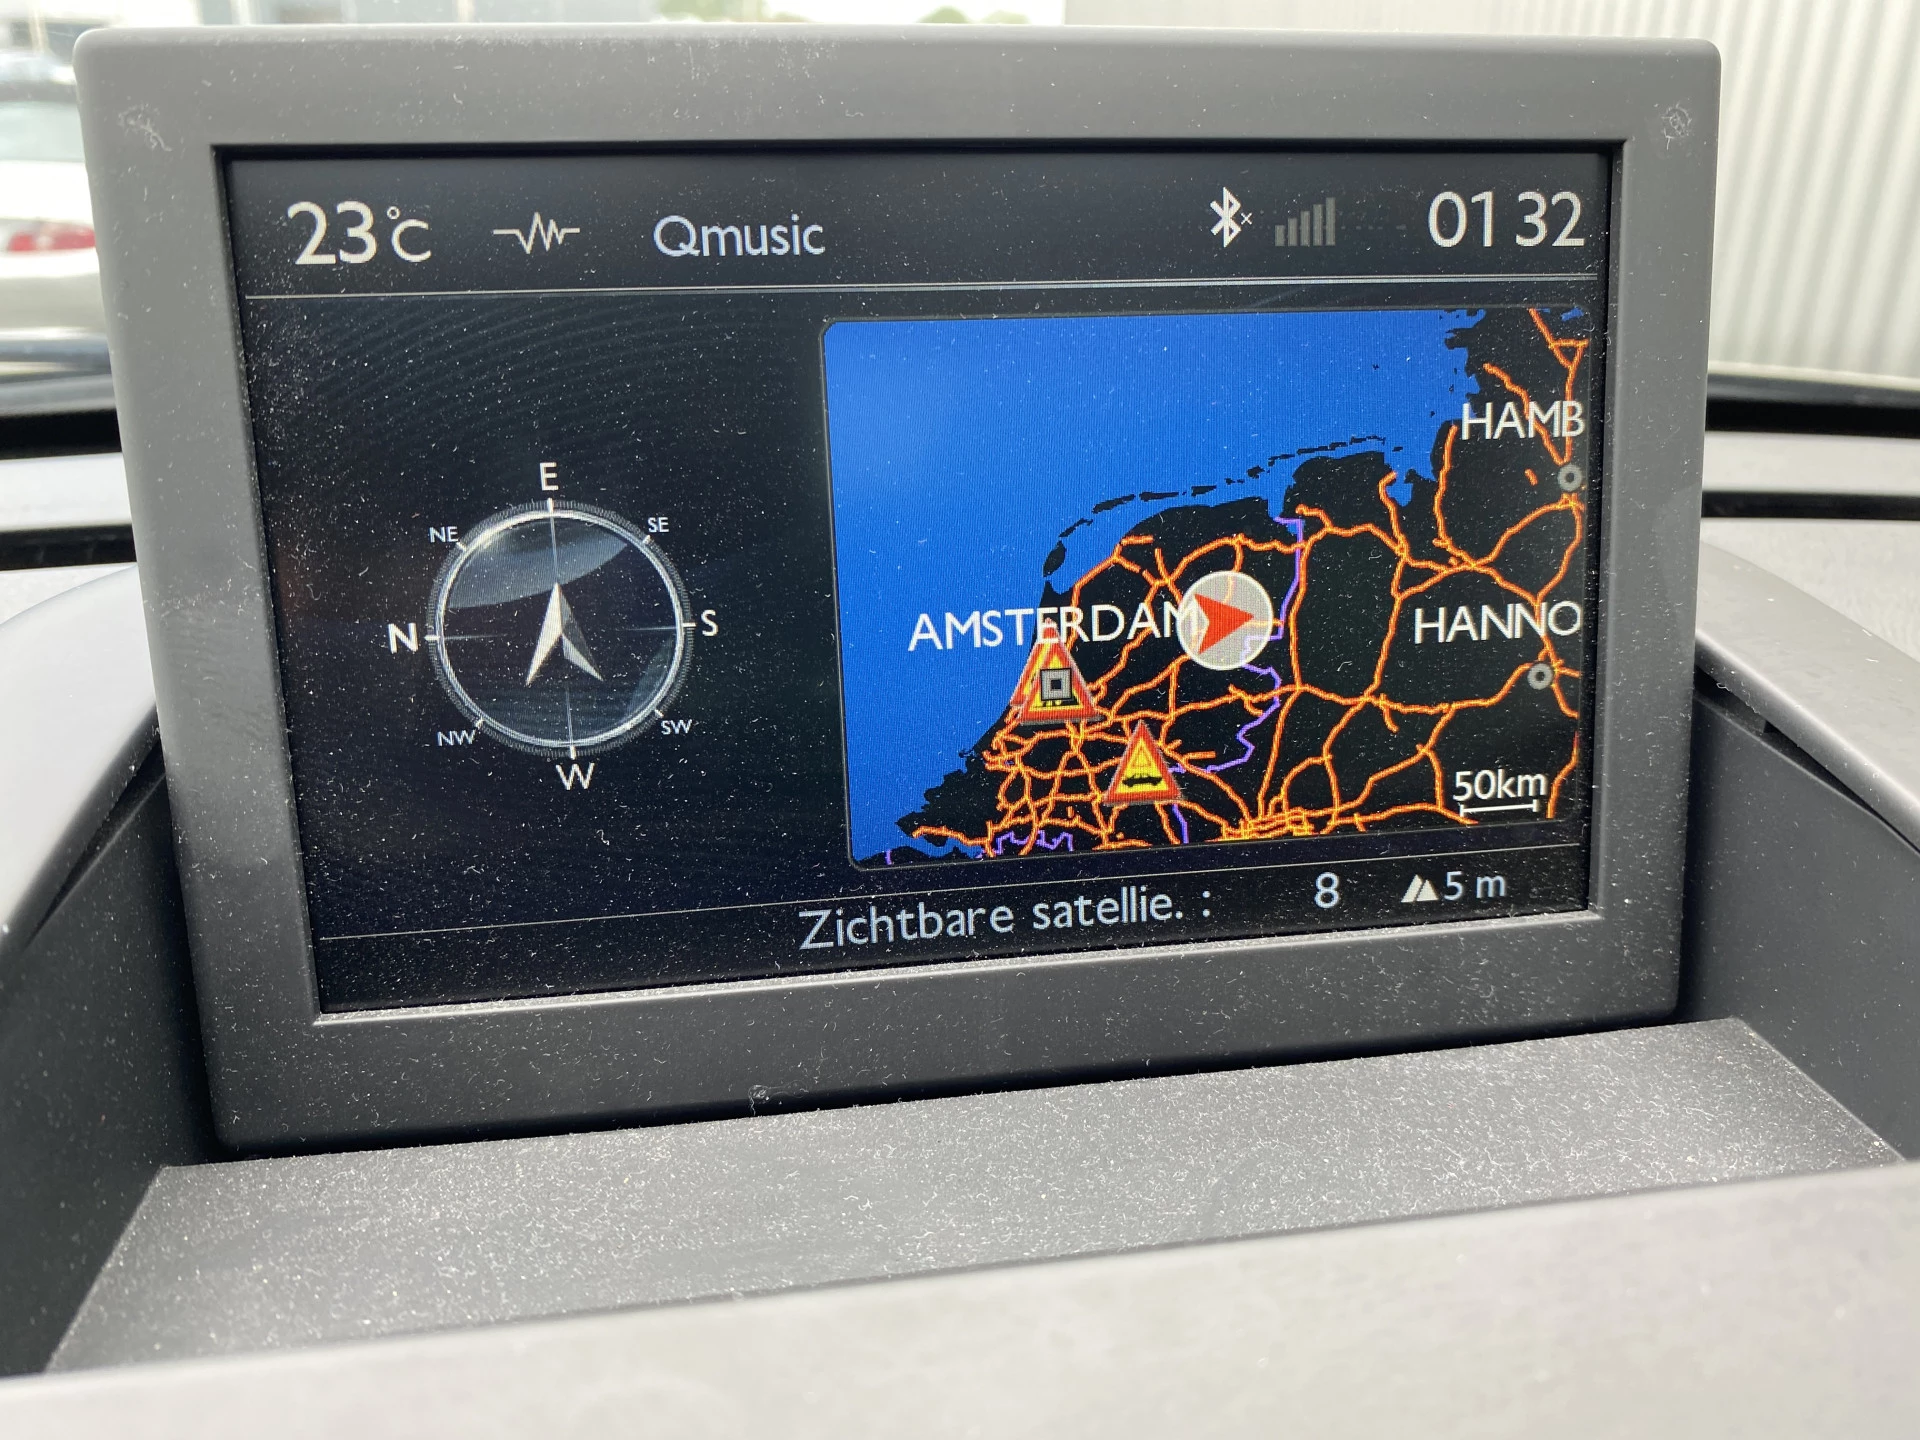 23°C Qmusic 01 32
HAMB
E
NE SE
AMSTERDAM HANNO
N S
NW SW
W
50km
Zichtbare satellie. : 8 5 m